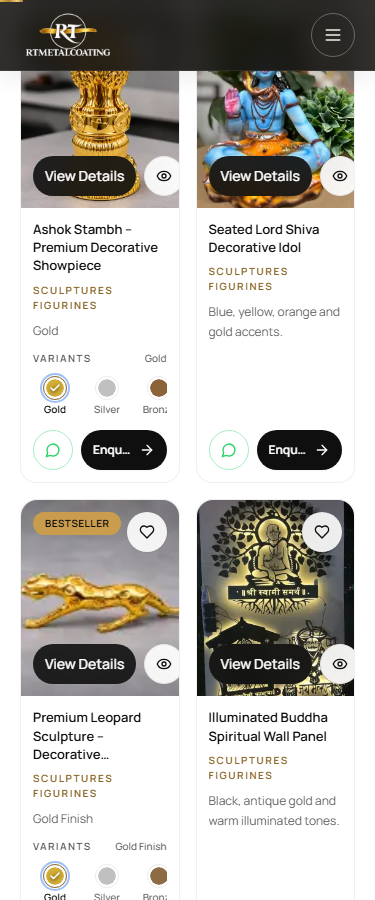 RT
RTMETALCOATING
View Details
View Details
Ashok Stambh –
Premium Decorative
Showpiece
SCULPTURES
FIGURINES
Gold
VARIANTS
Gold
Gold
Silver
Enqu...
Seated Lord Shiva
Decorative Idol
SCULPTURES
FIGURINES
Blue, yellow, orange and
gold accents.
Enqu...
BESTSELLER
॥श्री स्वामी समर्थ॥
View Details
View Details
Premium Leopard
Sculpture –
Decorative...
SCULPTURES
FIGURINES
Gold Finish
VARIANTS
Gold Finish
Gold
Silver
Illuminated Buddha
Spiritual Wall Panel
SCULPTURES
FIGURINES
Black, antique gold and
warm illuminated tones.